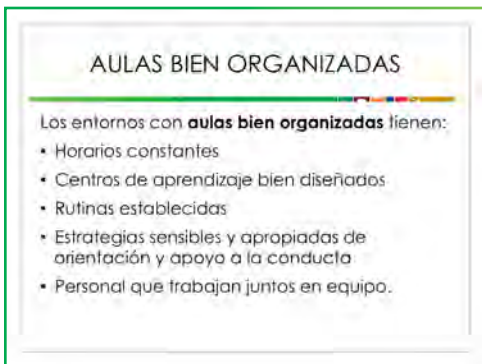 AULAS BIEN ORGANIZADAS
Los entornos con aulas bien organizadas tienen:
• Horarios constantes
• Centros de aprendizaje bien diseñados
• Rutinas establecidas
• Estrategias sensibles y apropiadas de
orientación y apoyo a la conducta
• Personal que trabajan juntos en equipo.